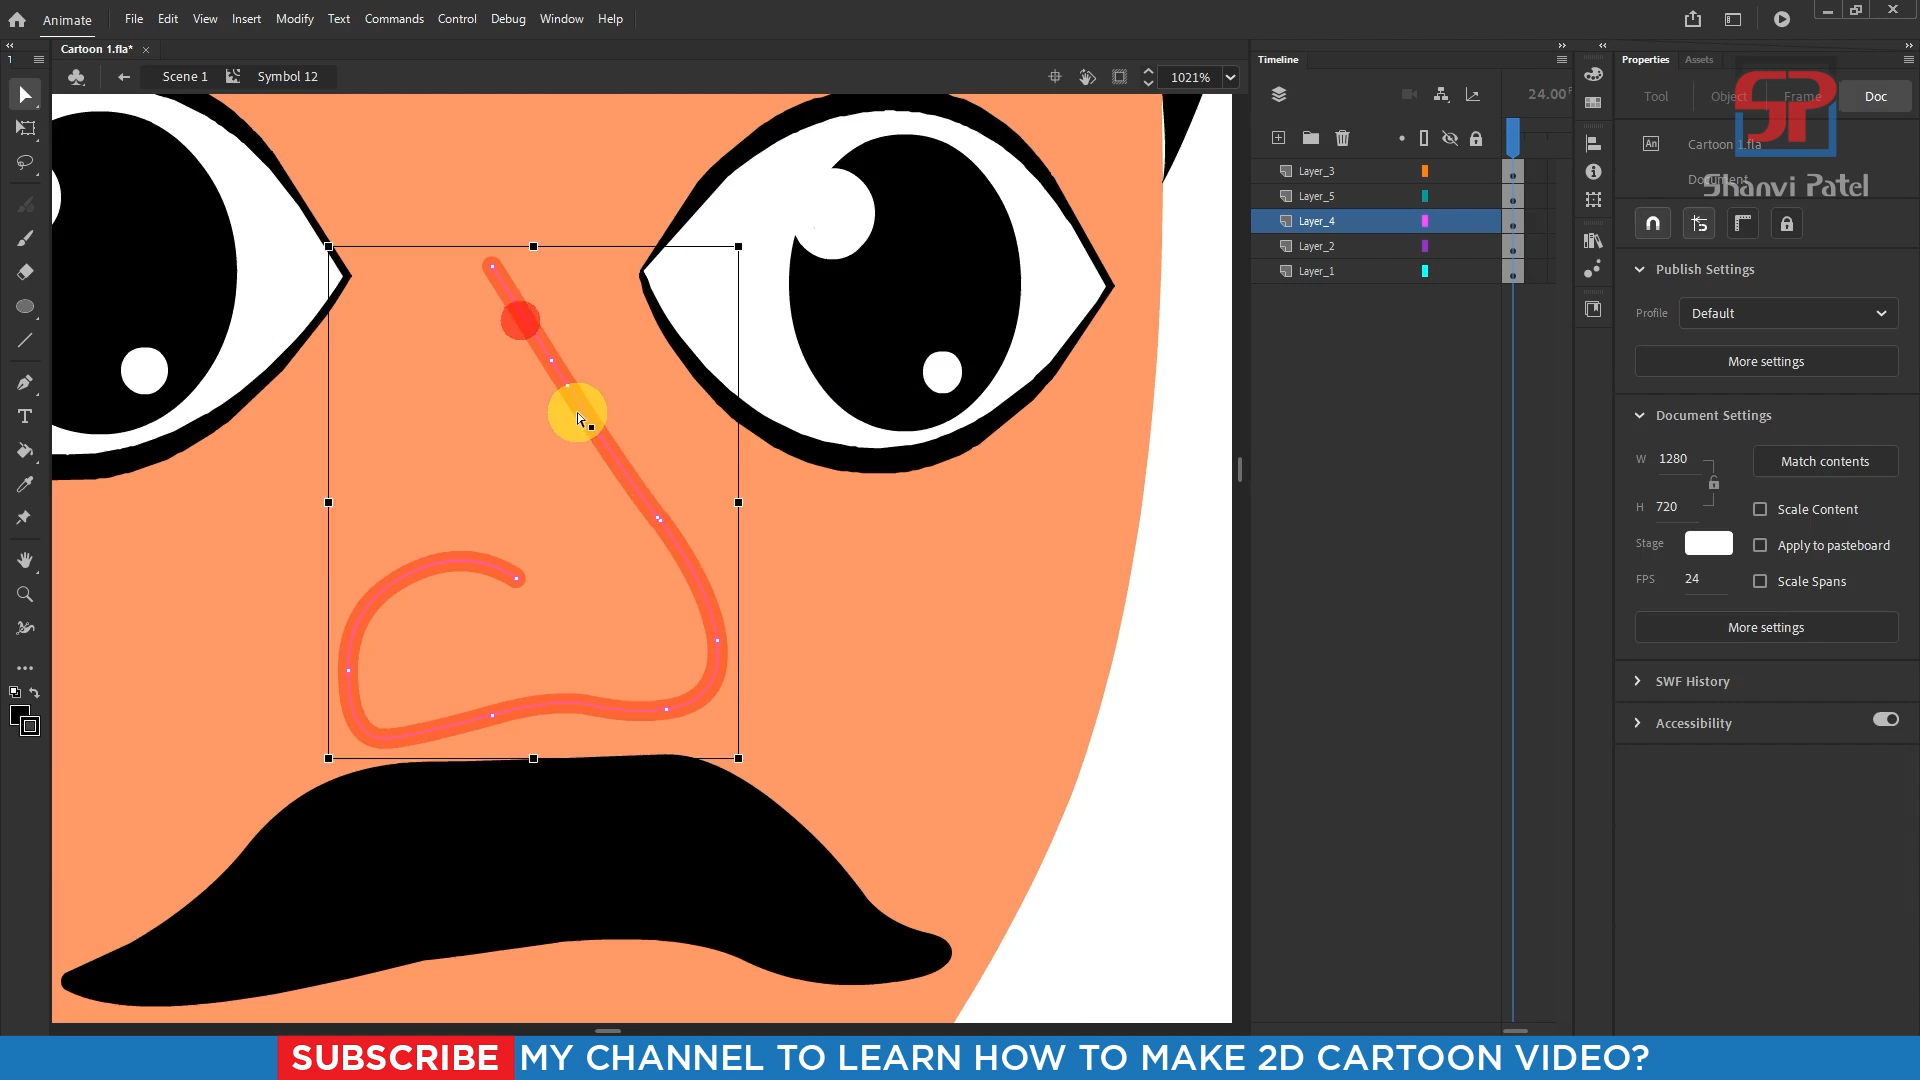 Animate File Edit View Insert Modify Text Commands Control Debug Window Help
Cartoon 1.fla* ×
Scene 1 Symbol 12 1021%
Timeline
24.00 F
Layer_3
Layer_5
Layer_4
Layer_2
Layer_1
Properties Assets
Tool Object Frame Doc
An Cartoon 1.fla
Document
SP
Shanvi Patel
Publish Settings
Profile Default
More settings
Document Settings
W 1280 Match contents
H 720 Scale Content
Stage Apply to pasteboard
FPS 24 Scale Spans
More settings
SWF History
Accessibility
SUBSCRIBE MY CHANNEL TO LEARN HOW TO MAKE 2D CARTOON VIDEO?